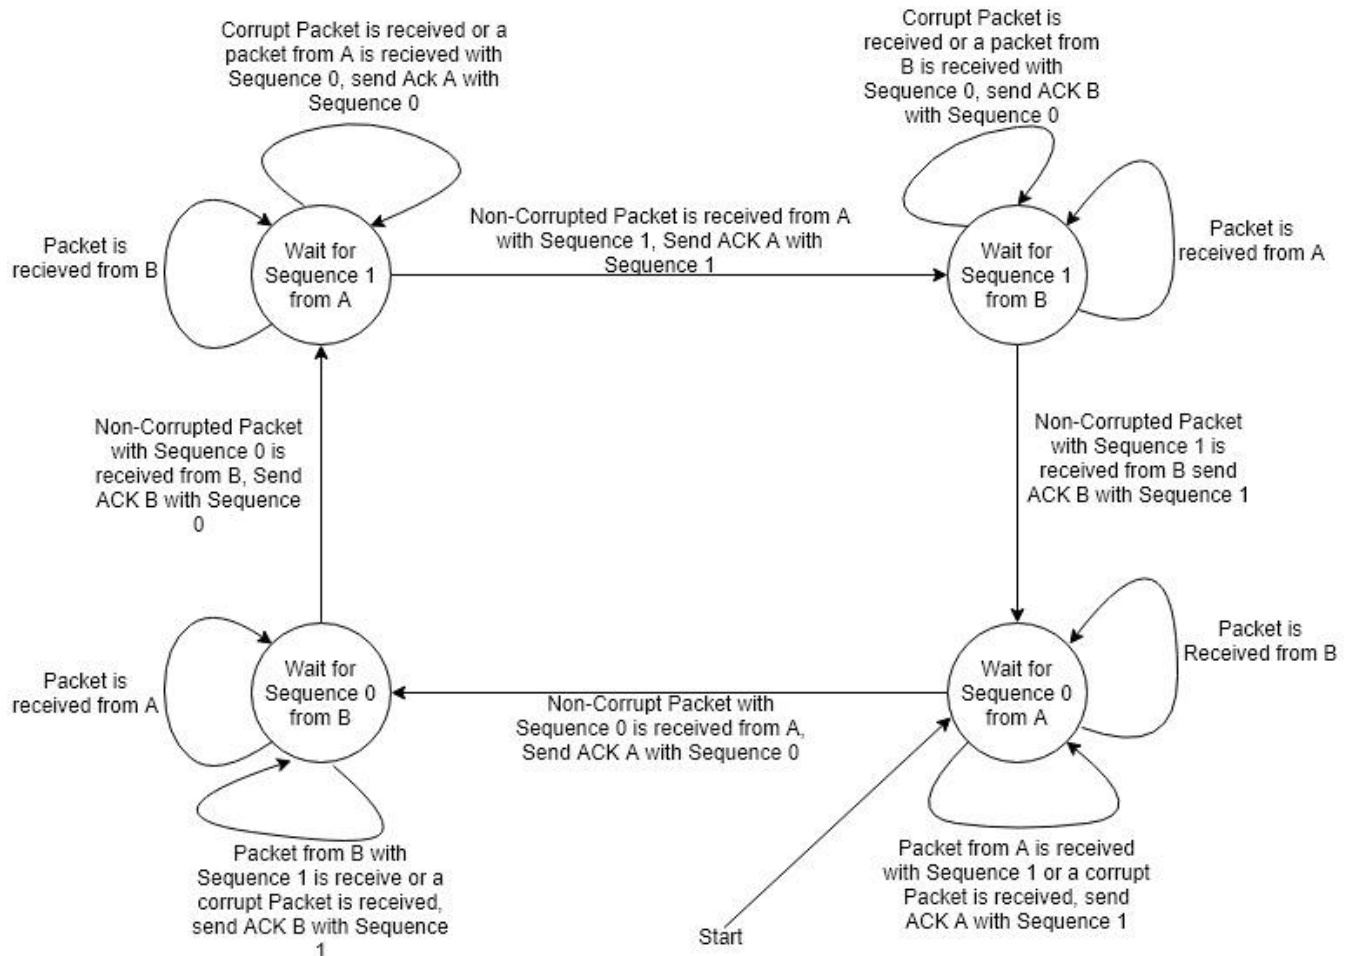 Corrupt Packet is received or a
packet from A is recieved with
Sequence 0, send Ack A with
Sequence 0
Corrupt Packet is
received or a packet from
B is received with
Sequence 0, send ACK B
with Sequence 0
Packet is
recieved from B
Wait for
Sequence 1
from A
Non-Corrupted Packet is received from A
with Sequence 1, Send ACK A with
Sequence 1
Wait for
Sequence 1
from B
Packet is
received from A
Non-Corrupted Packet
with Sequence 0 is
received from B, Send
ACK B with Sequence
0
Non-Corrupted Packet
with Sequence 1 is
received from B send
ACK B with Sequence 1
Packet is
received from A
Wait for
Sequence 0
from B
Non-Corrupt Packet with
Sequence 0 is received from A,
Send ACK A with Sequence 0
Wait for
Sequence 0
from A
Packet is
Received from B
Packet from B with
Sequence 1 is receive or a
corrupt Packet is received,
send ACK B with Sequence
1
Start
Packet from A is received
with Sequence 1 or a corrupt
Packet is received, send
ACK A with Sequence 1